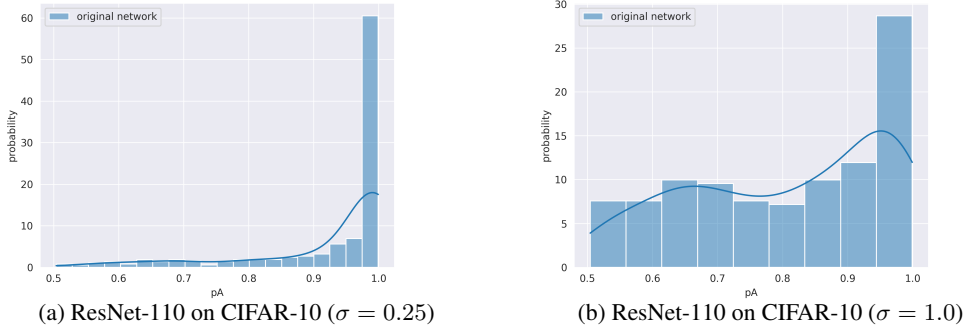 original network
60
50
40
30
20
10
0
probability
0.5 0.6 0.7 0.8 0.9 1.0
pA
(a) ResNet-110 on CIFAR-10 (σ = 0.25)
original network
30
25
20
15
10
5
0
probability
0.5 0.6 0.7 0.8 0.9 1.0
pA
(b) ResNet-110 on CIFAR-10 (σ = 1.0)